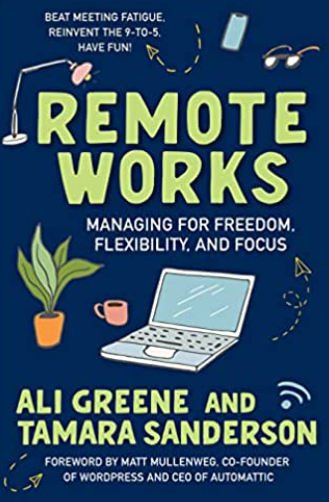 BEAT MEETING FATIGUE,
REINVENT THE 9-TO-5,
HAVE FUN!
REMOTE
WORKS
MANAGING FOR FREEDOM,
FLEXIBILITY, AND FOCUS
ALI GREENE AND
TAMARA SANDERSON
FOREWORD BY MATT MULLENWEG, CO-FOUNDER
OF WORDPRESS AND CEO OF AUTOMATTIC